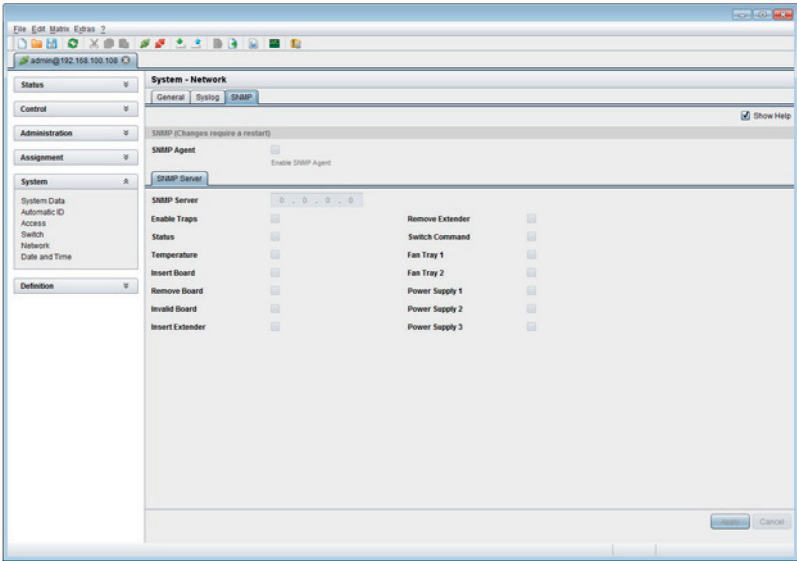 File Edit Matrix Extras ?
admin@192.168.100.108
Status
Control
Administration
Assignment
System
System Data
Automatic ID
Access
Switch
Network
Date and Time
Definition
System - Network
General Syslog SNMP
Show Help
SNMP (Changes require a restart)
SNMP Agent
Enable SNMP Agent
SNMP Server
SNMP Server 0 . 0 . 0 . 0
Enable Traps Remove Extender
Status Switch Command
Temperature Fan Tray 1
Insert Board Fan Tray 2
Remove Board Power Supply 1
Invalid Board Power Supply 2
Insert Extender Power Supply 3
Apply Cancel